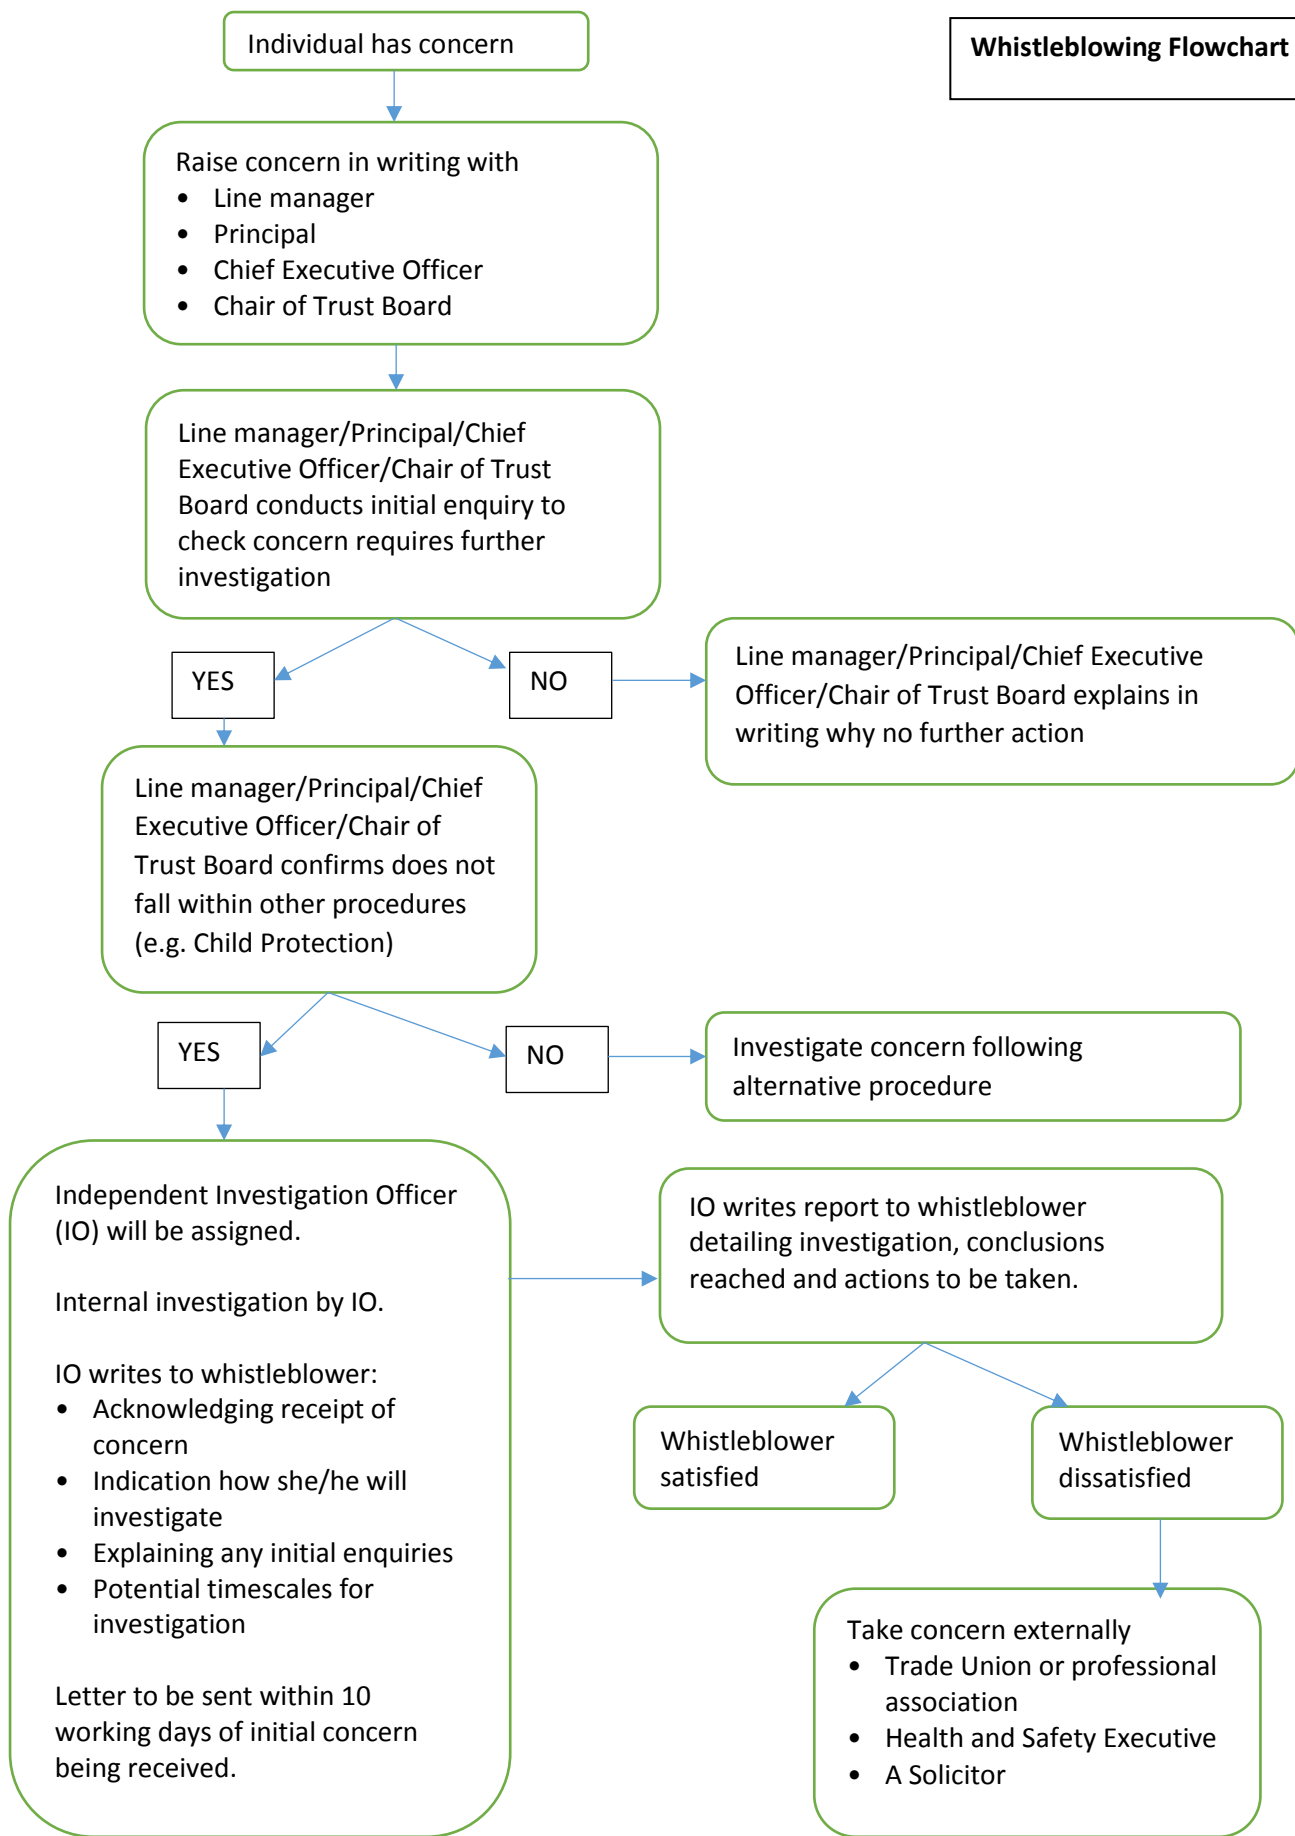 Individual has concern
Whistleblowing Flowchart
Raise concern in writing with
• Line manager
• Principal
• Chief Executive Officer
• Chair of Trust Board
Line manager/Principal/Chief
Executive Officer/Chair of Trust
Board conducts initial enquiry to
check concern requires further
investigation
YES
NO
Line manager/Principal/Chief Executive
Officer/Chair of Trust Board explains in
writing why no further action
Line manager/Principal/Chief
Executive Officer/Chair of
Trust Board confirms does not
fall within other procedures
(e.g. Child Protection)
YES
NO
Investigate concern following
alternative procedure
Independent Investigation Officer
(IO) will be assigned.
Internal investigation by IO.
IO writes to whistleblower:
• Acknowledging receipt of
concern
• Indication how she/he will
investigate
• Explaining any initial enquiries
• Potential timescales for
investigation
Letter to be sent within 10
working days of initial concern
being received.
IO writes report to whistleblower
detailing investigation, conclusions
reached and actions to be taken.
Whistleblower
satisfied
Whistleblower
dissatisfied
Take concern externally
• Trade Union or professional
association
• Health and Safety Executive
• A Solicitor